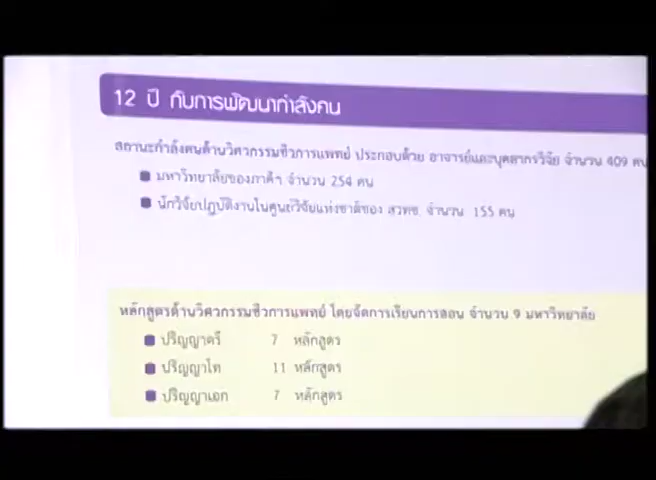 12 ปี กับการพัฒนากำลังคน
สถานะกำลังคนด้านวิศวกรรมชีวการแพทย์ ประกอบด้วย อาจารย์และบุคลากรวิจัย จำนวน 409 คน
มหาวิทยาลัยของภาคีฯ จำนวน 254 คน
นักวิจัยปฏิบัติงานในศูนย์วิจัยแห่งชาติของ สวทช. จำนวน 155 คน
หลักสูตรด้านวิศวกรรมชีวการแพทย์ โดยจัดการเรียนการสอน จำนวน 9 มหาวิทยาลัย
ปริญญาตรี 7 หลักสูตร
ปริญญาโท 11 หลักสูตร
ปริญญาเอก 7 หลักสูตร